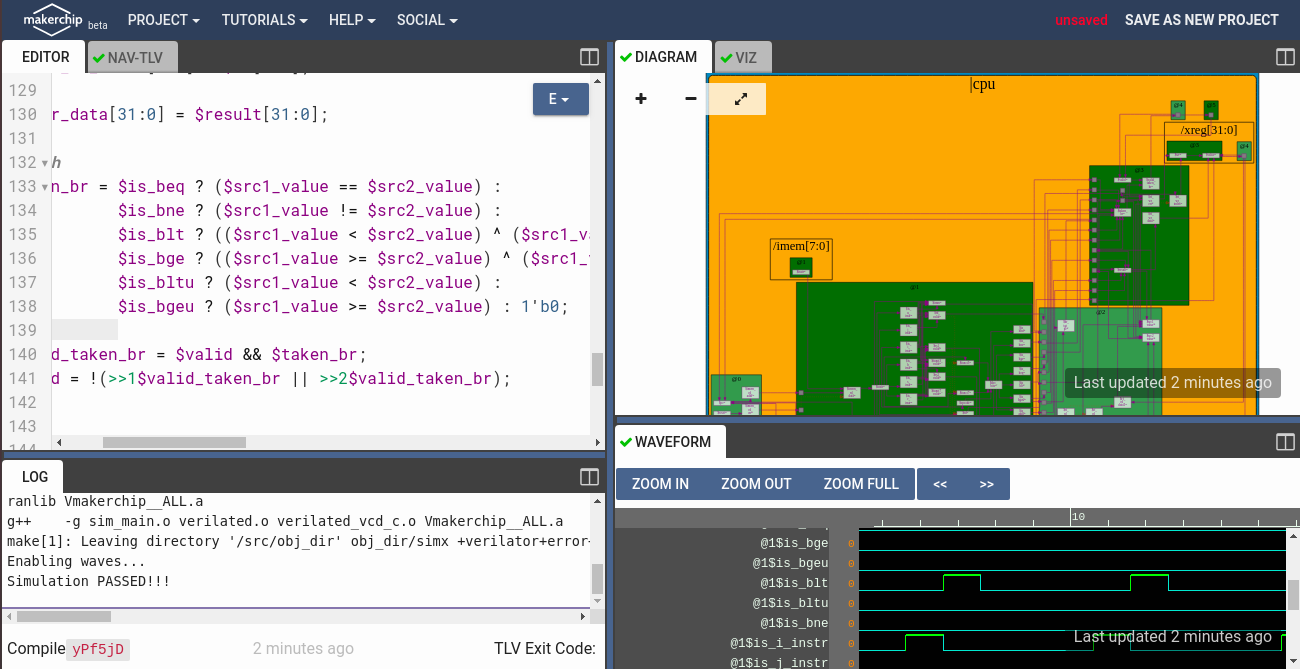 makerchip beta PROJECT TUTORIALS HELP SOCIAL unsaved SAVE AS NEW PROJECT
EDITOR NAV-TLV
129
130 r_data[31:0] = $result[31:0];
131
132 h
133 n_br = $is_beq ? ($src1_value == $src2_value) :
134 $is_bne ? ($src1_value != $src2_value) :
135 $is_blt ? (($src1_value < $src2_value) ^ ($src1_v
136 $is_bge ? (($src1_value >= $src2_value) ^ ($src1_
137 $is_bltu ? ($src1_value < $src2_value) :
138 $is_bgeu ? ($src1_value >= $src2_value) : 1'b0;
139
140 d_taken_br = $valid && $taken_br;
141 d = !(>>1$valid_taken_br || >>2$valid_taken_br);
142
143
144
E
LOG
ranlib Vmakerchip__ALL.a
g++ -g sim_main.o verilated.o verilated_vcd_c.o Vmakerchip__ALL.a
make[1]: Leaving directory '/src/obj_dir' obj_dir/simx +verilator+error
Enabling waves...
Simulation PASSED!!!
Compile yPf5jD 2 minutes ago TLV Exit Code:
DIAGRAM VIZ
|cpu
/xreg[31:0]
/imem[7:0]
Last updated 2 minutes ago
WAVEFORM
ZOOM IN ZOOM OUT ZOOM FULL << >>
10
@1$is_bge 0
@1$is_bgeu 0
@1$is_blt 0
@1$is_bltu 0
@1$is_bne 0
@1$is_i_instr 0
@1$is_j_instr 0
Last updated 2 minutes ago